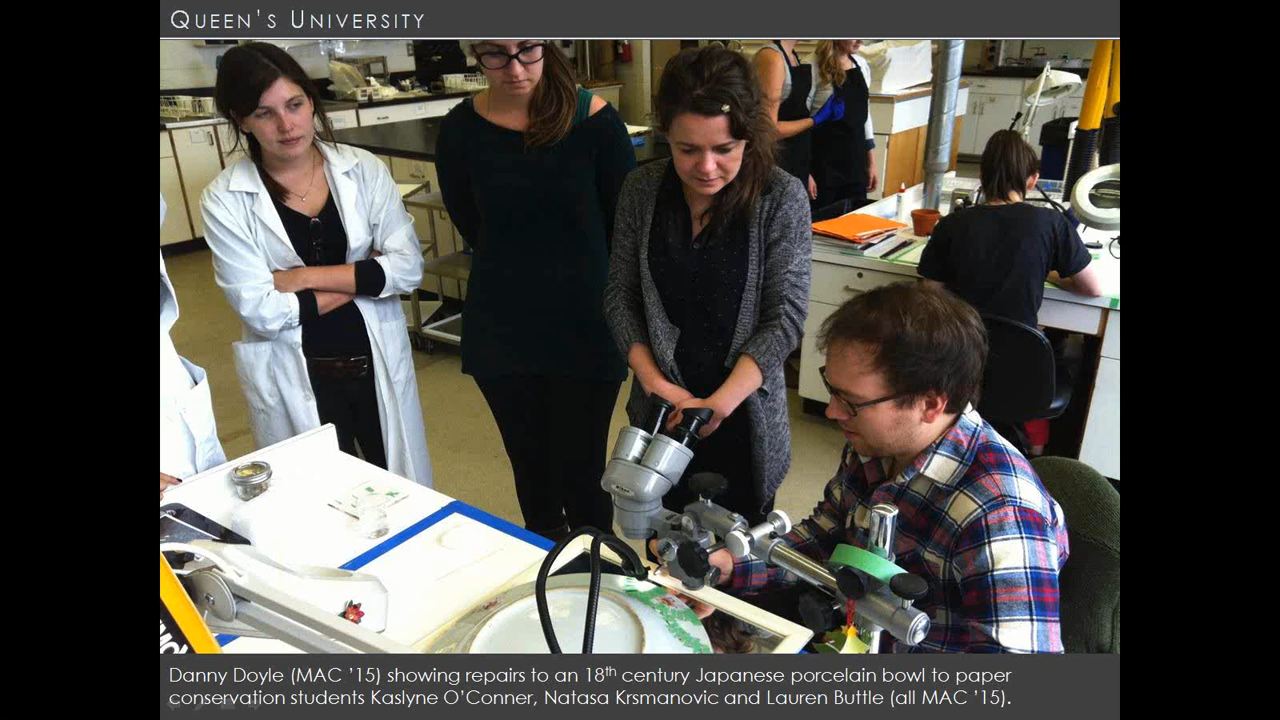 QUEEN'S UNIVERSITY
Danny Doyle (MAC '15) showing repairs to an 18th century Japanese porcelain bowl to paper
conservation students Kaslyne O'Conner, Natasa Krsmanovic and Lauren Buttle (all MAC '15).